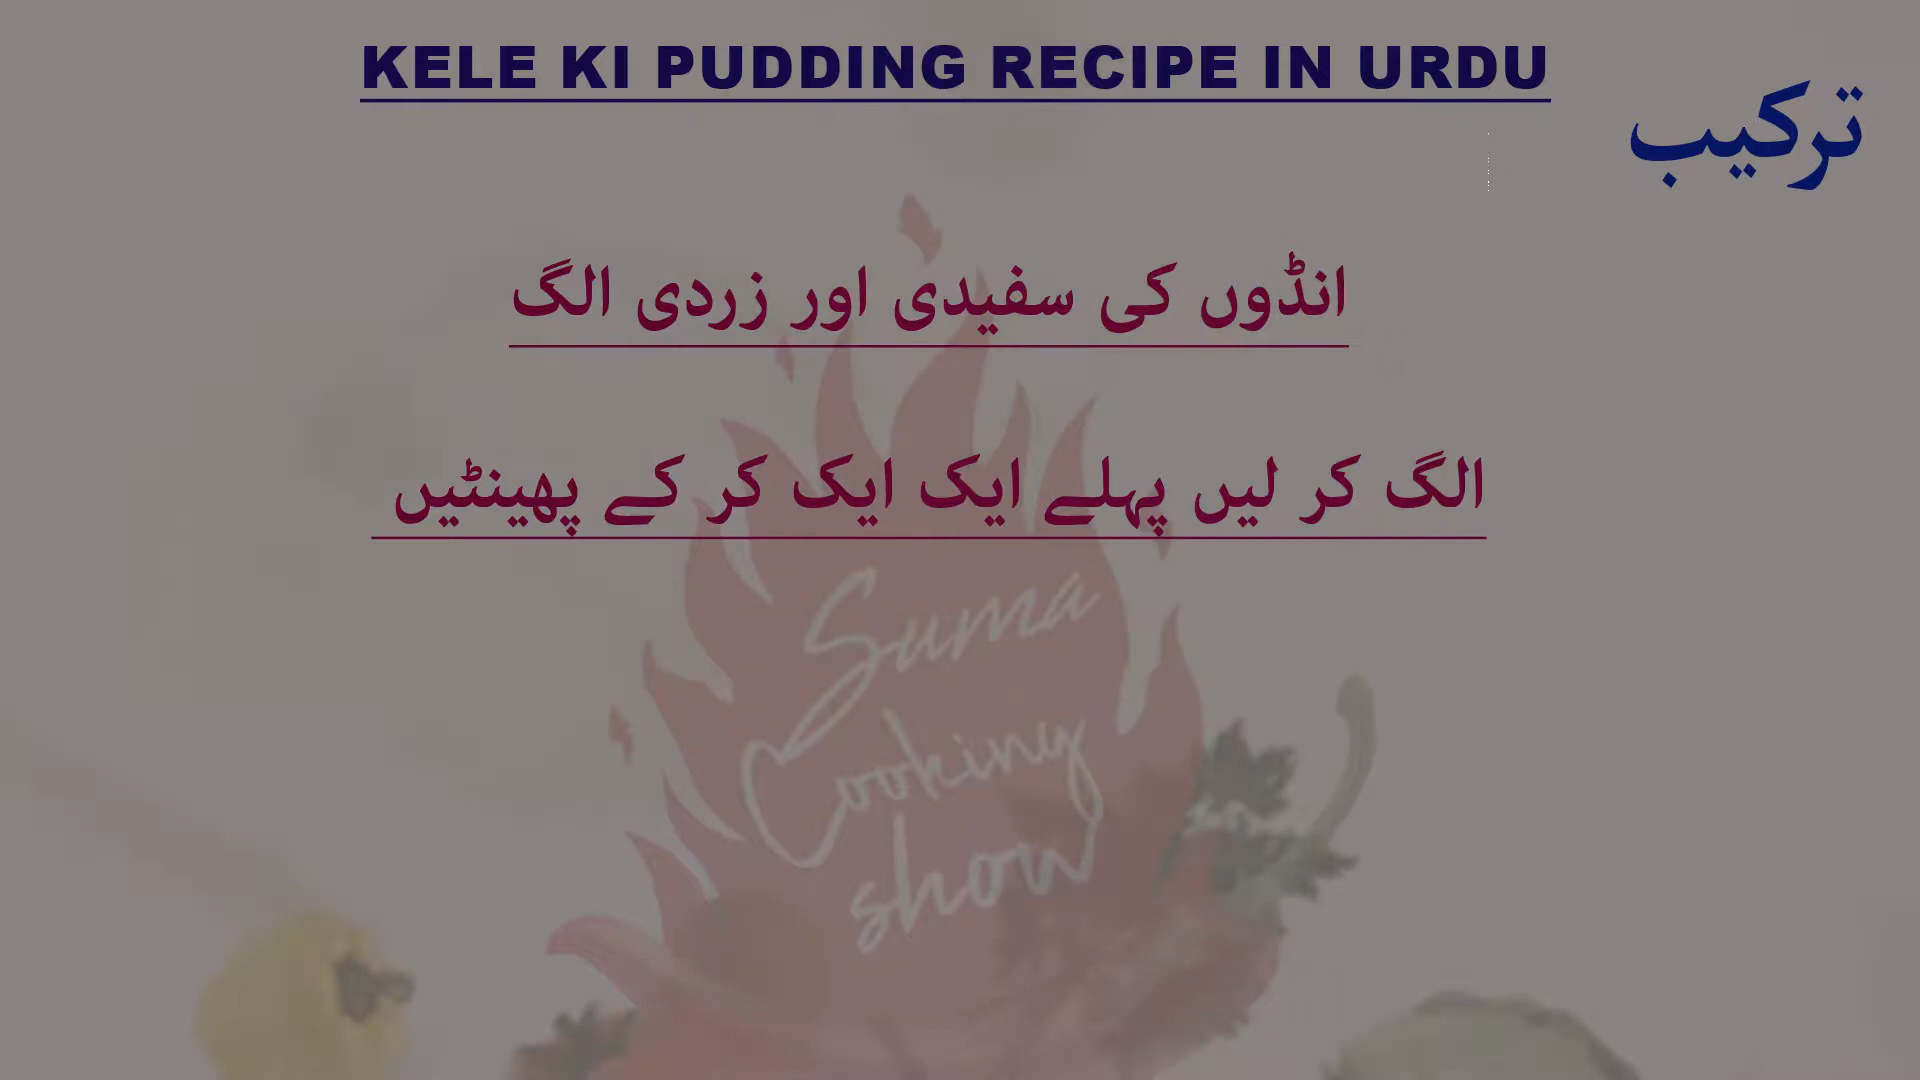 KELE KI PUDDING RECIPE IN URDU
ترکیب
انڈوں کی سفیدی اور زردی الگ
الگ کر لیں پہلے ایک ایک کر کے پھینٹیں
Suma
Cooking
show